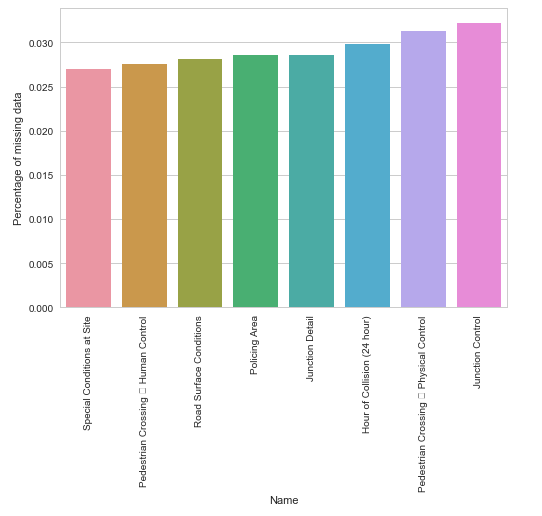 Percentage of missing data
0.030
0.025
0.020
0.015
0.010
0.005
0.000
Special Conditions at Site
Pedestrian Crossing □ Human Control
Road Surface Conditions
Policing Area
Junction Detail
Hour of Collision (24 hour)
Pedestrian Crossing □ Physical Control
Junction Control
Name